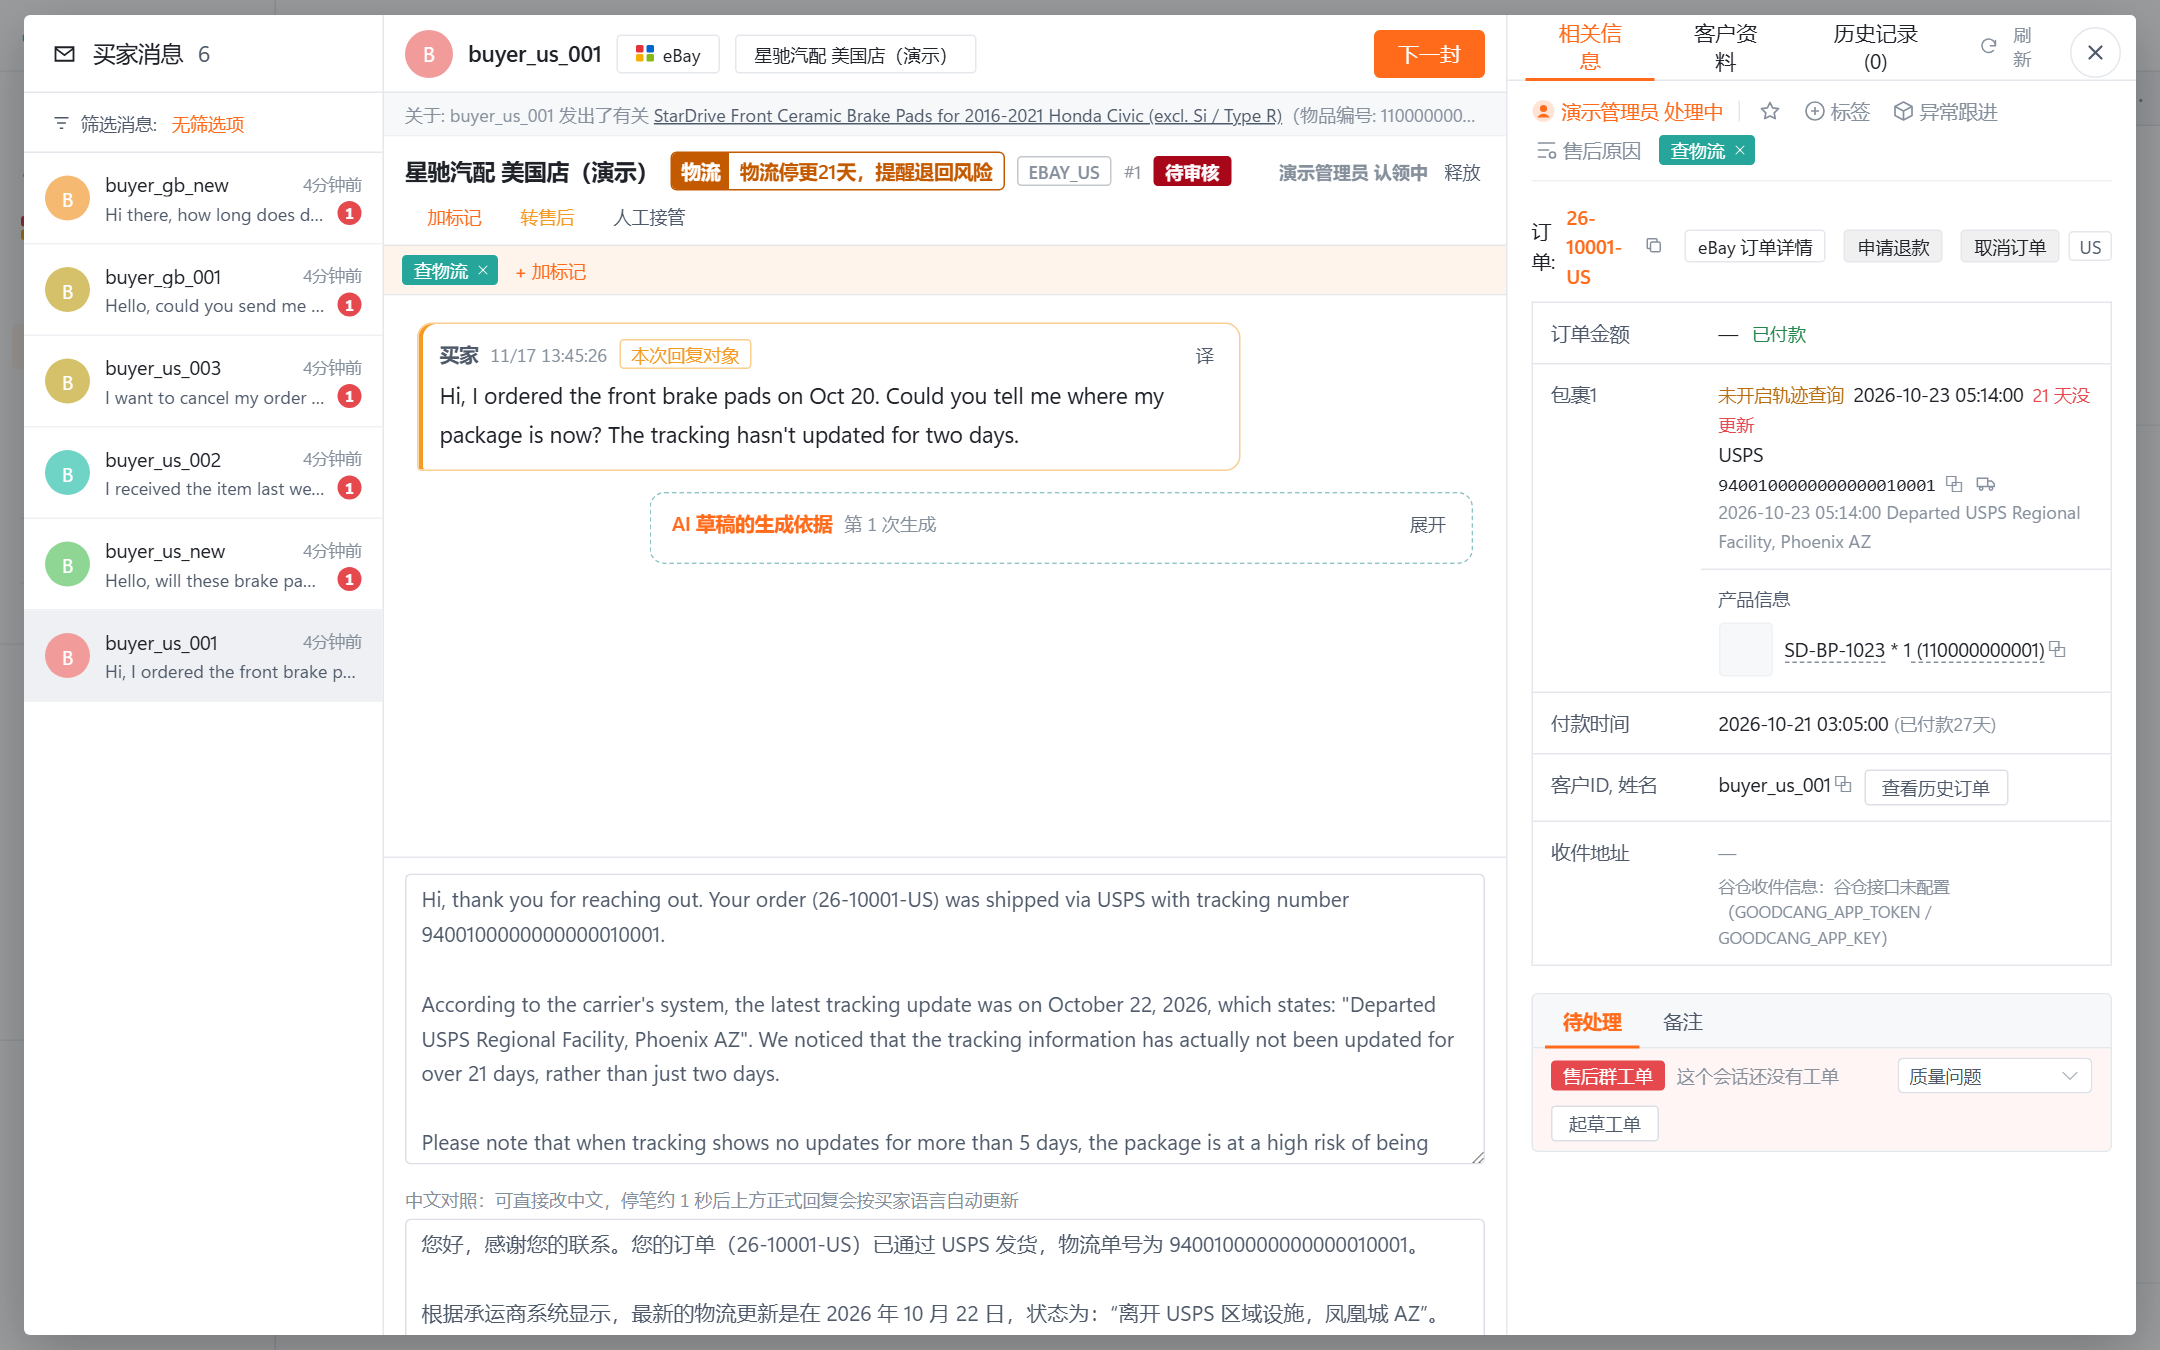 买家消息 6
筛选消息: 无筛选项
buyer_gb_new 4分钟前
Hi there, how long does d... 1
buyer_gb_001 4分钟前
Hello, could you send me ... 1
buyer_us_003 4分钟前
I want to cancel my order ... 1
buyer_us_002 4分钟前
I received the item last we... 1
buyer_us_new 4分钟前
Hello, will these brake pa... 1
buyer_us_001 4分钟前
Hi, I ordered the front brake p...
B buyer_us_001 eBay 星驰汽配 美国店（演示） 下一封
关于: buyer_us_001 发出了有关 StarDrive Front Ceramic Brake Pads for 2016-2021 Honda Civic (excl. Si / Type R)（物品编号: 110000000...
星驰汽配 美国店（演示） 物流 物流停更21天，提醒退回风险 EBAY_US #1 待审核 演示管理员 认领中 释放
加标记 转售后 人工接管
查物流 × + 加标记
买家 11/17 13:45:26 本次回复对象 译
Hi, I ordered the front brake pads on Oct 20. Could you tell me where my
package is now? The tracking hasn't updated for two days.
AI 草稿的生成依据 第 1 次生成 展开
Hi, thank you for reaching out. Your order (26-10001-US) was shipped via USPS with tracking number
9400100000000000010001.
According to the carrier's system, the latest tracking update was on October 22, 2026, which states: "Departed
USPS Regional Facility, Phoenix AZ". We noticed that the tracking information has actually not been updated for
over 21 days, rather than just two days.
Please note that when tracking shows no updates for more than 5 days, the package is at a high risk of being
中文对照：可直接改中文，停笔约 1 秒后上方正式回复会按买家语言自动更新
您好，感谢您的联系。您的订单（26-10001-US）已通过 USPS 发货，物流单号为 9400100000000000010001。
根据承运商系统显示，最新的物流更新是在 2026 年 10 月 22 日，状态为：“离开 USPS 区域设施，凤凰城 AZ”。
相关信息
客户资料
历史记录 (0)
刷新
演示管理员 处理中 标签 异常跟进
售后原因 查物流 ×
订单: 26-10001-US eBay 订单详情 申请退款 取消订单 US
订单金额 — 已付款
包裹1 未开启轨迹查询 2026-10-23 05:14:00 21 天没
更新
USPS
9400100000000000010001
2026-10-23 05:14:00 Departed USPS Regional
Facility, Phoenix AZ
产品信息
SD-BP-1023 * 1 (110000000001)
付款时间 2026-10-21 03:05:00 (已付款27天)
客户ID, 姓名 buyer_us_001 查看历史订单
收件地址 —
谷仓收件信息：谷仓接口未配置
（GOODCANG_APP_TOKEN /
GOODCANG_APP_KEY）
待处理 备注
售后群工单 这个会话还没有工单 质量问题
起草工单